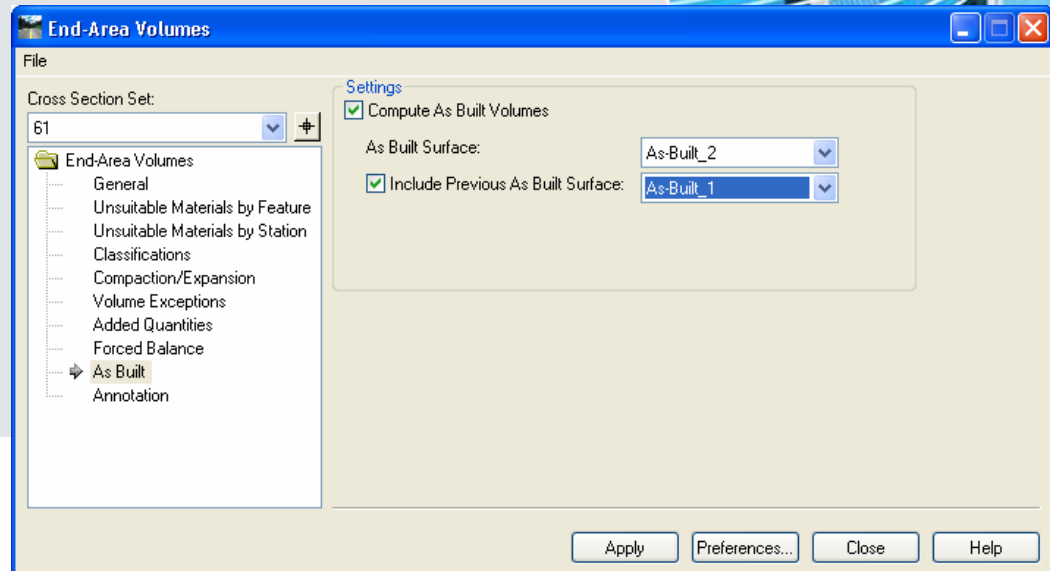 End-Area Volumes
File
Cross Section Set:
61
End-Area Volumes
General
Unsuitable Materials by Feature
Unsuitable Materials by Station
Classifications
Compaction/Expansion
Volume Exceptions
Added Quantities
Forced Balance
As Built
Annotation
Settings
Compute As Built Volumes
As Built Surface: As-Built_2
Include Previous As Built Surface: As-Built_1
Apply Preferences... Close Help